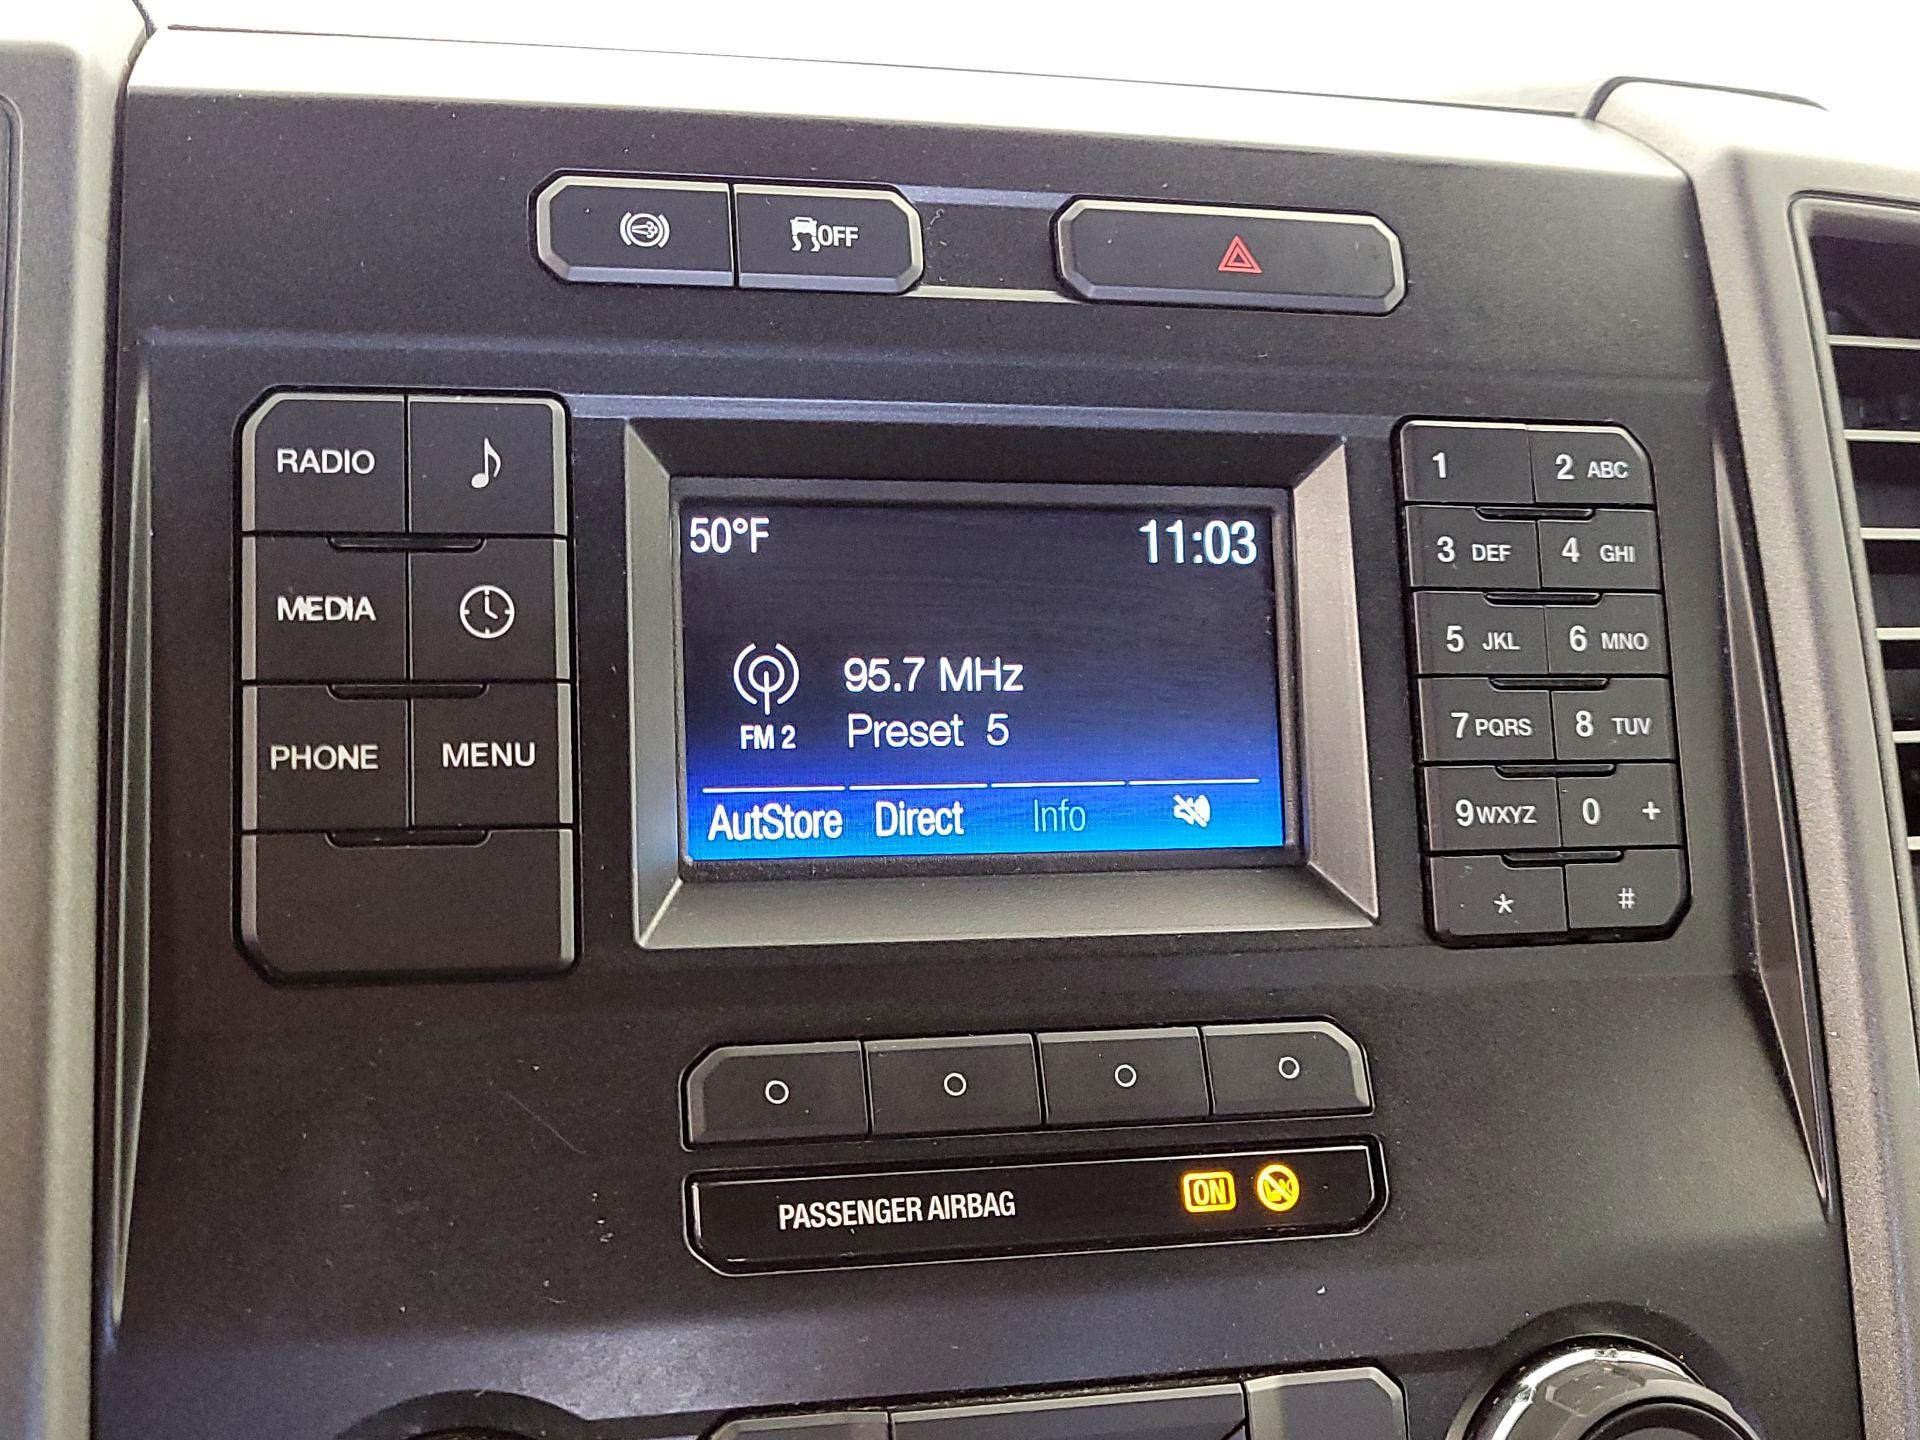 OFF
RADIO
MEDIA
PHONE MENU
50°F 11:03
95.7 MHz
FM 2 Preset 5
AutStore Direct Info
1 2 ABC
3 DEF 4 GHI
5 JKL 6 MNO
7 PQRS 8 TUV
9 WXYZ 0 +
* #
PASSENGER AIRBAG ON